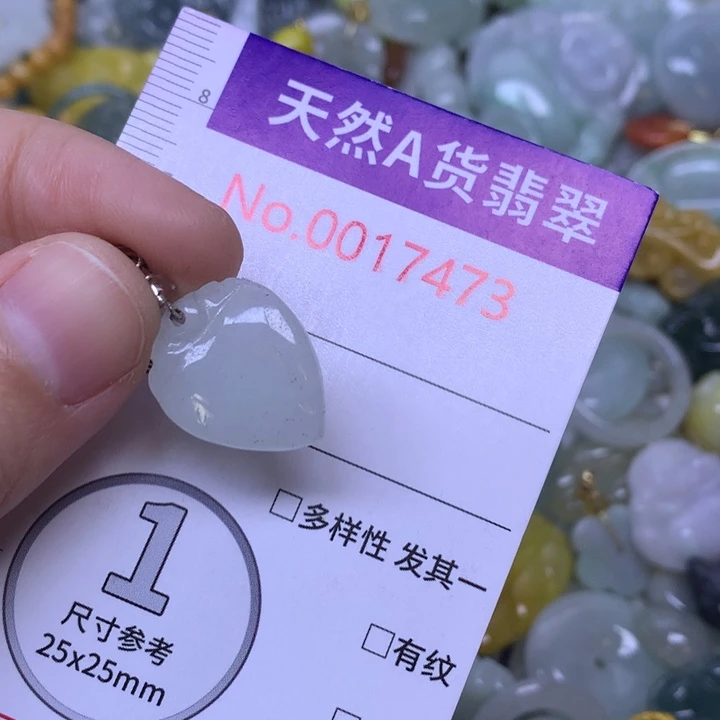 8
天然A货翡翠
No.0017473
□多样性 发其一
1
尺寸参考
25x25mm
□有纹